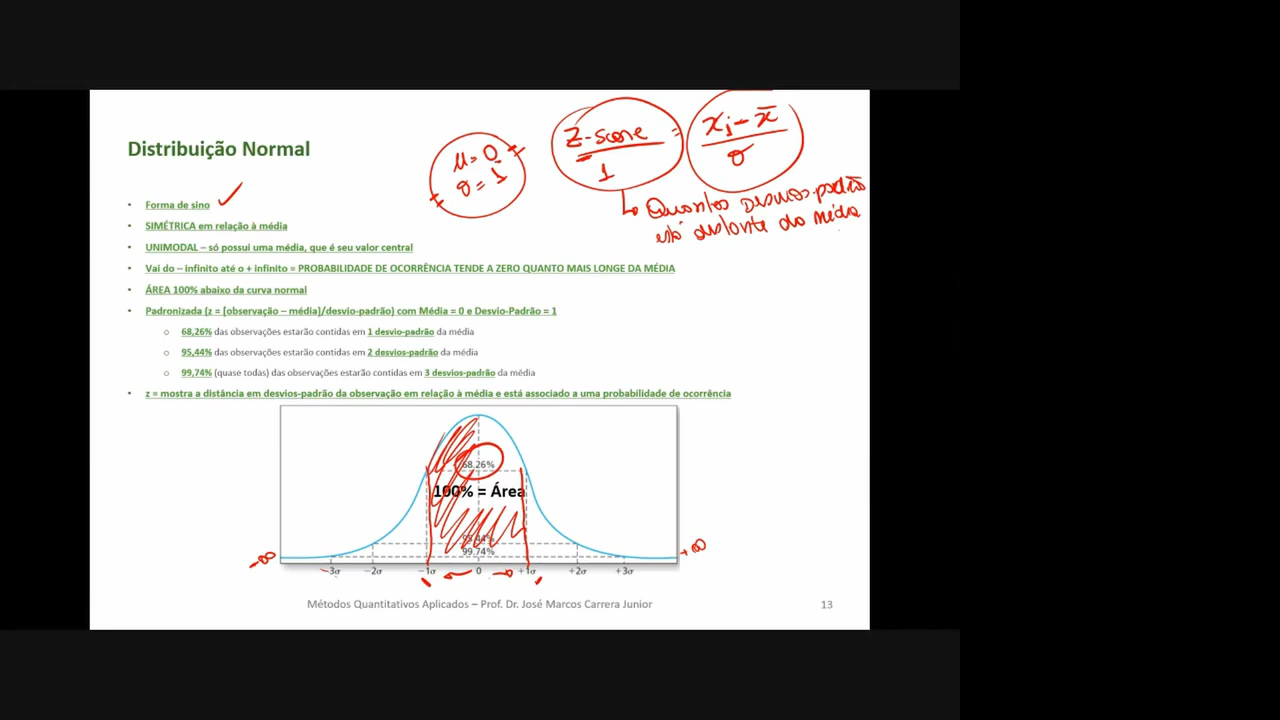 Distribuição Normal
μ = 0
σ = 1
Z-score = xi – x̄
1
σ
↳ Quantos desvios-padrão
está distante da média
• Forma de sino ✓
• SIMÉTRICA em relação à média
• UNIMODAL – só possui uma média, que é seu valor central
• Vai do – infinito até o + infinito = PROBABILIDADE DE OCORRÊNCIA TENDE A ZERO QUANTO MAIS LONGE DA MÉDIA
• ÁREA 100% abaixo da curva normal
• Padronizada (z = [observação – média]/desvio-padrão) com Média = 0 e Desvio-Padrão = 1
o 68,26% das observações estarão contidas em 1 desvio-padrão da média
o 95,44% das observações estarão contidas em 2 desvios-padrão da média
o 99,74% (quase todas) das observações estarão contidas em 3 desvios-padrão da média
• z = mostra a distância em desvios-padrão da observação em relação à média e está associado a uma probabilidade de ocorrência
68.26%
100% = Área
95.44%
99.74%
-∞ +∞
−3σ −2σ −1σ 0 +1σ +2σ +3σ
Métodos Quantitativos Aplicados – Prof. Dr. José Marcos Carrera Junior 13